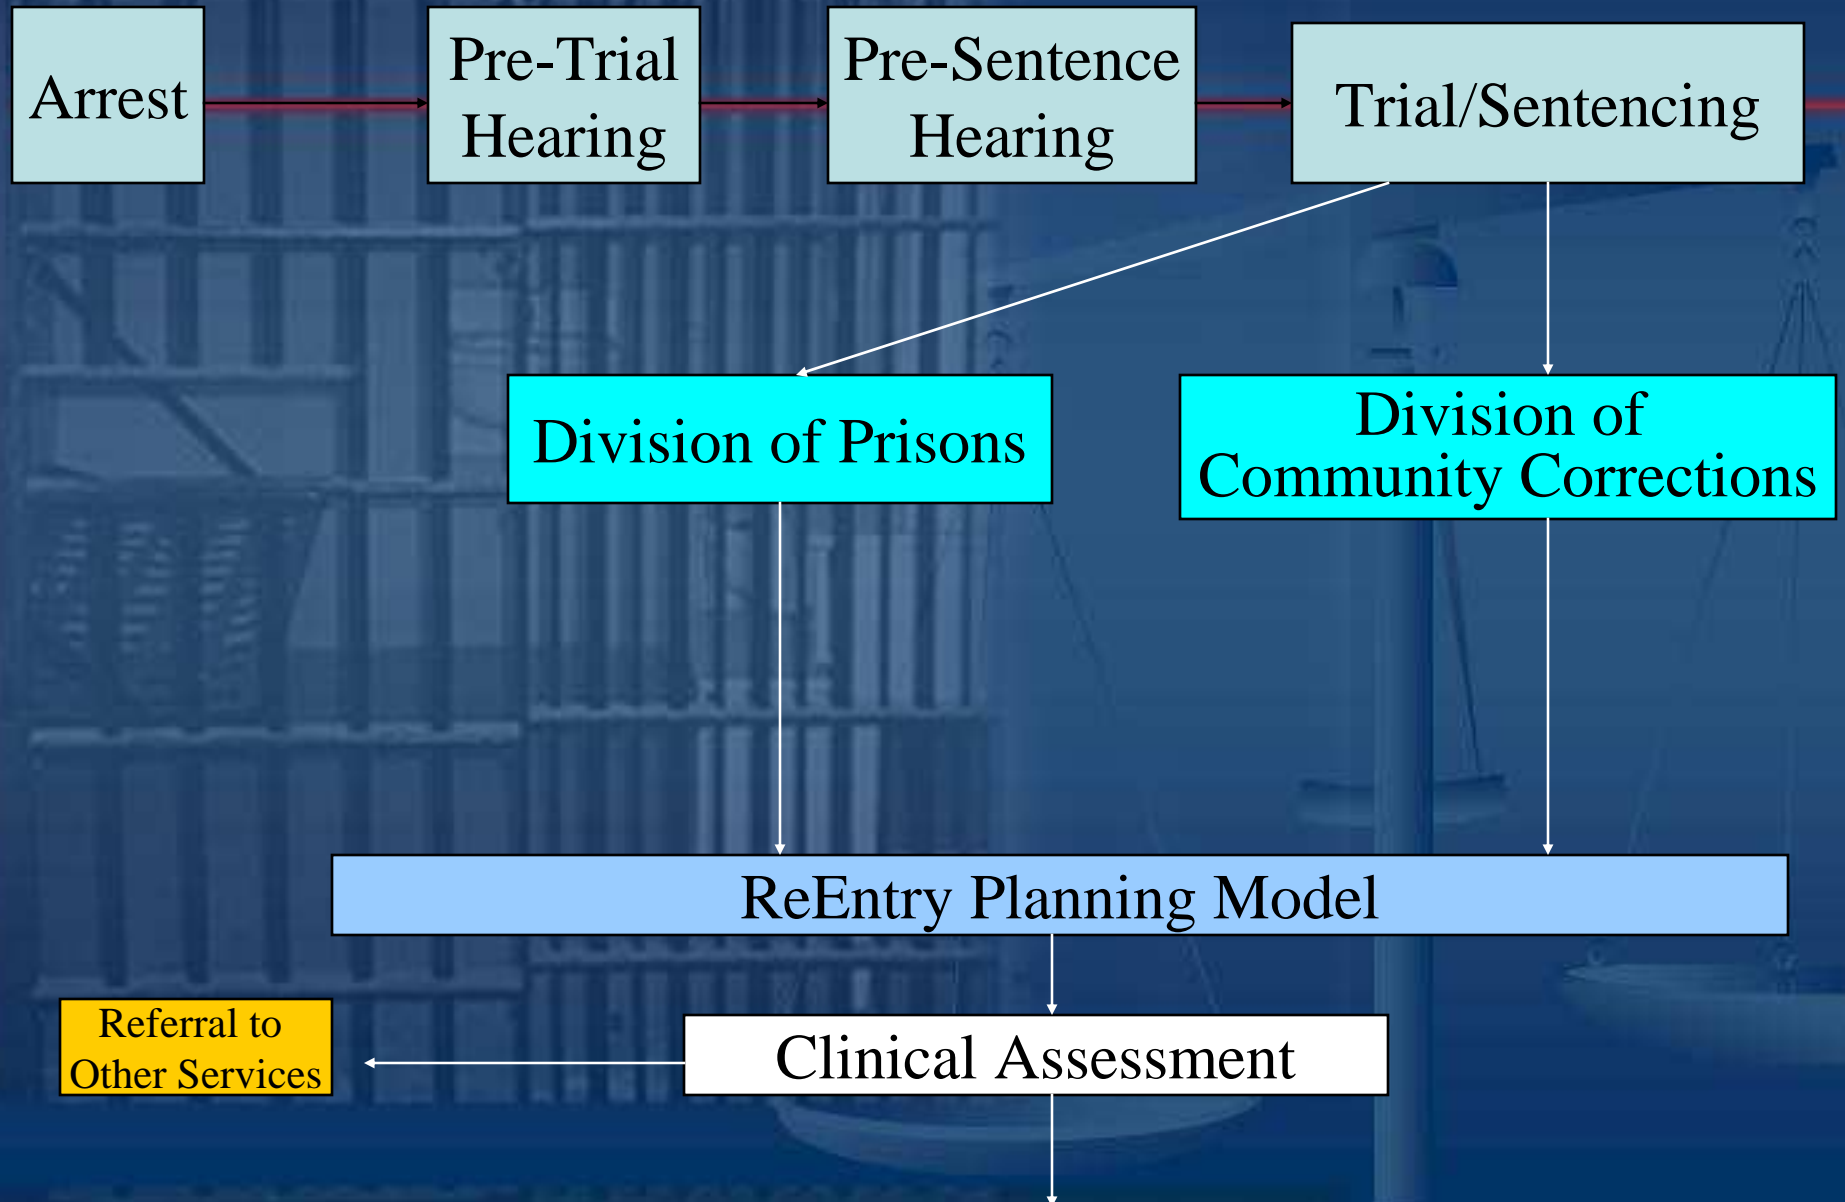 Arrest
Pre-Trial
Hearing
Pre-Sentence
Hearing
Trial/Sentencing
Division of Prisons
Division of
Community Corrections
ReEntry Planning Model
Referral to
Other Services
Clinical Assessment